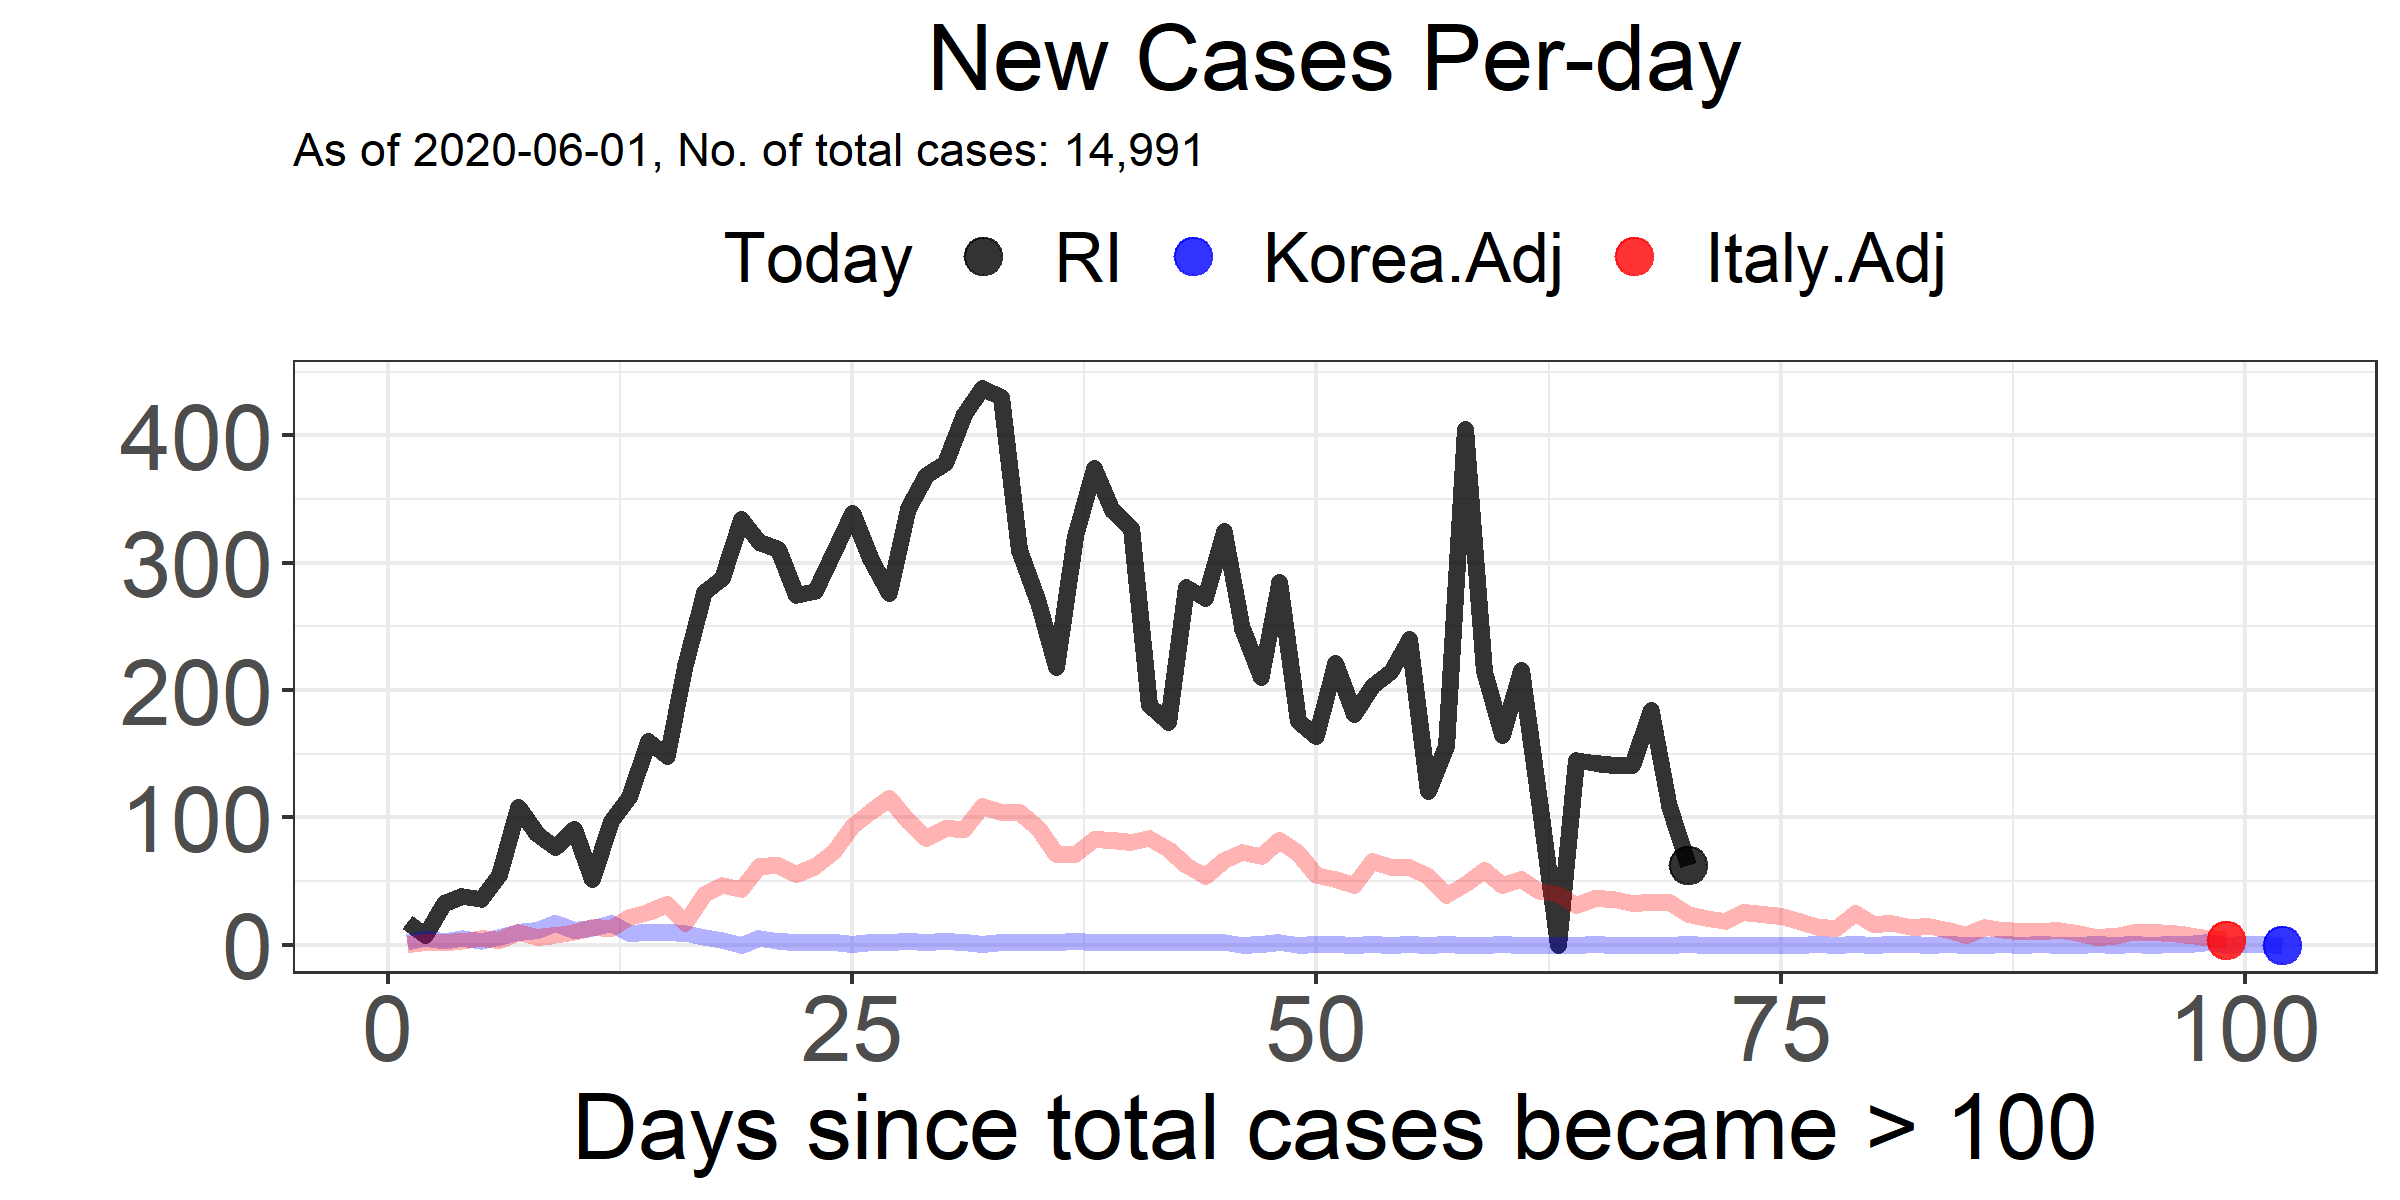 New Cases Per-day
As of 2020-06-01, No. of total cases: 14,991
Today RI Korea.Adj Italy.Adj
400
300
200
100
0
0 25 50 75 100
Days since total cases became > 100